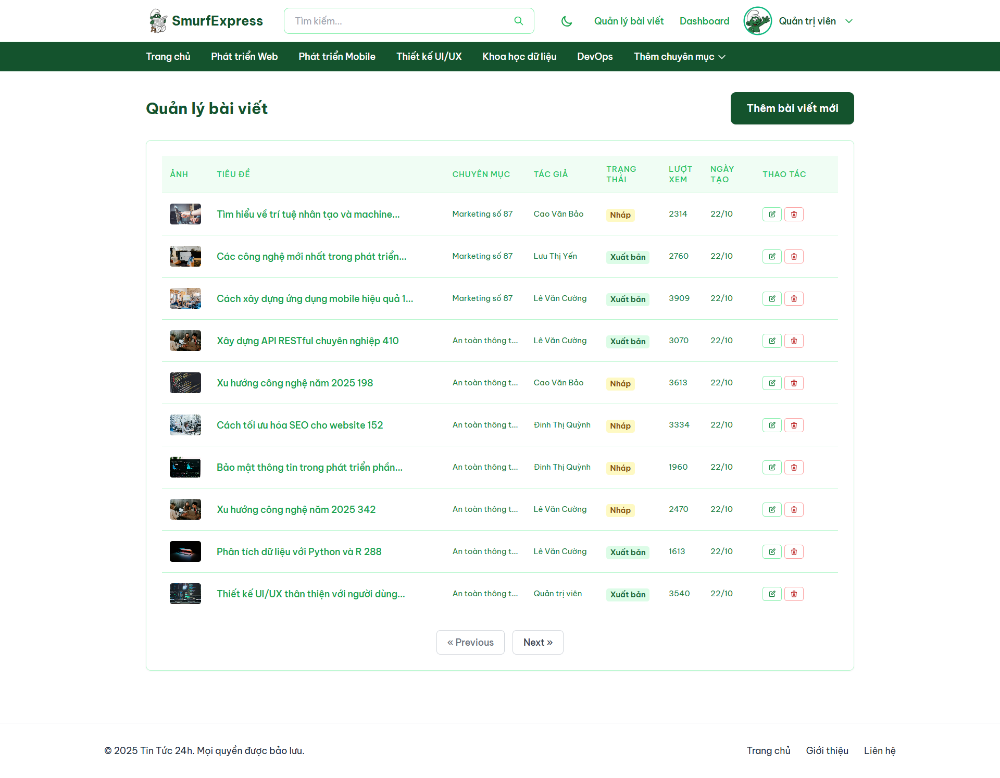 SmurfExpress
Tìm kiếm...
Quản lý bài viết
Dashboard
Quản trị viên
Trang chủ
Phát triển Web
Phát triển Mobile
Thiết kế UI/UX
Khoa học dữ liệu
DevOps
Thêm chuyên mục
Quản lý bài viết
Thêm bài viết mới
ẢNH
TIÊU ĐỀ
CHUYÊN MỤC
TÁC GIẢ
TRẠNG THÁI
LƯỢT XEM
NGÀY TẠO
THAO TÁC
Tìm hiểu về trí tuệ nhân tạo và machine... Marketing số 87 Cao Văn Bảo Nháp 2314 22/10
Các công nghệ mới nhất trong phát triển... Marketing số 87 Lưu Thị Yến Xuất bản 2760 22/10
Cách xây dựng ứng dụng mobile hiệu quả 1... Marketing số 87 Lê Văn Cường Xuất bản 3909 22/10
Xây dựng API RESTful chuyên nghiệp 410 An toàn thông t... Lê Văn Cường Xuất bản 3070 22/10
Xu hướng công nghệ năm 2025 198 An toàn thông t... Cao Văn Bảo Nháp 3613 22/10
Cách tối ưu hóa SEO cho website 152 An toàn thông t... Đinh Thị Quỳnh Nháp 3334 22/10
Bảo mật thông tin trong phát triển phần... An toàn thông t... Đinh Thị Quỳnh Nháp 1960 22/10
Xu hướng công nghệ năm 2025 342 An toàn thông t... Lê Văn Cường Nháp 2470 22/10
Phân tích dữ liệu với Python và R 288 An toàn thông t... Lê Văn Cường Xuất bản 1613 22/10
Thiết kế UI/UX thân thiện với người dùng... An toàn thông t... Quản trị viên Xuất bản 3540 22/10
« Previous
Next »
© 2025 Tin Tức 24h. Mọi quyền được bảo lưu.
Trang chủ
Giới thiệu
Liên hệ